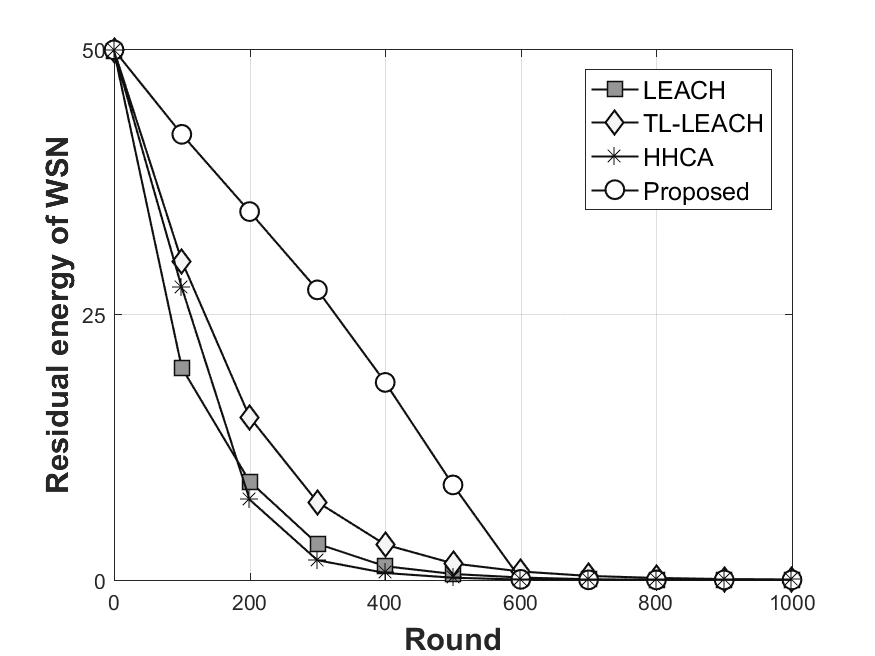 Residual energy of WSN
50
25
0
LEACH
TL-LEACH
HHCA
Proposed
0 200 400 600 800 1000
Round